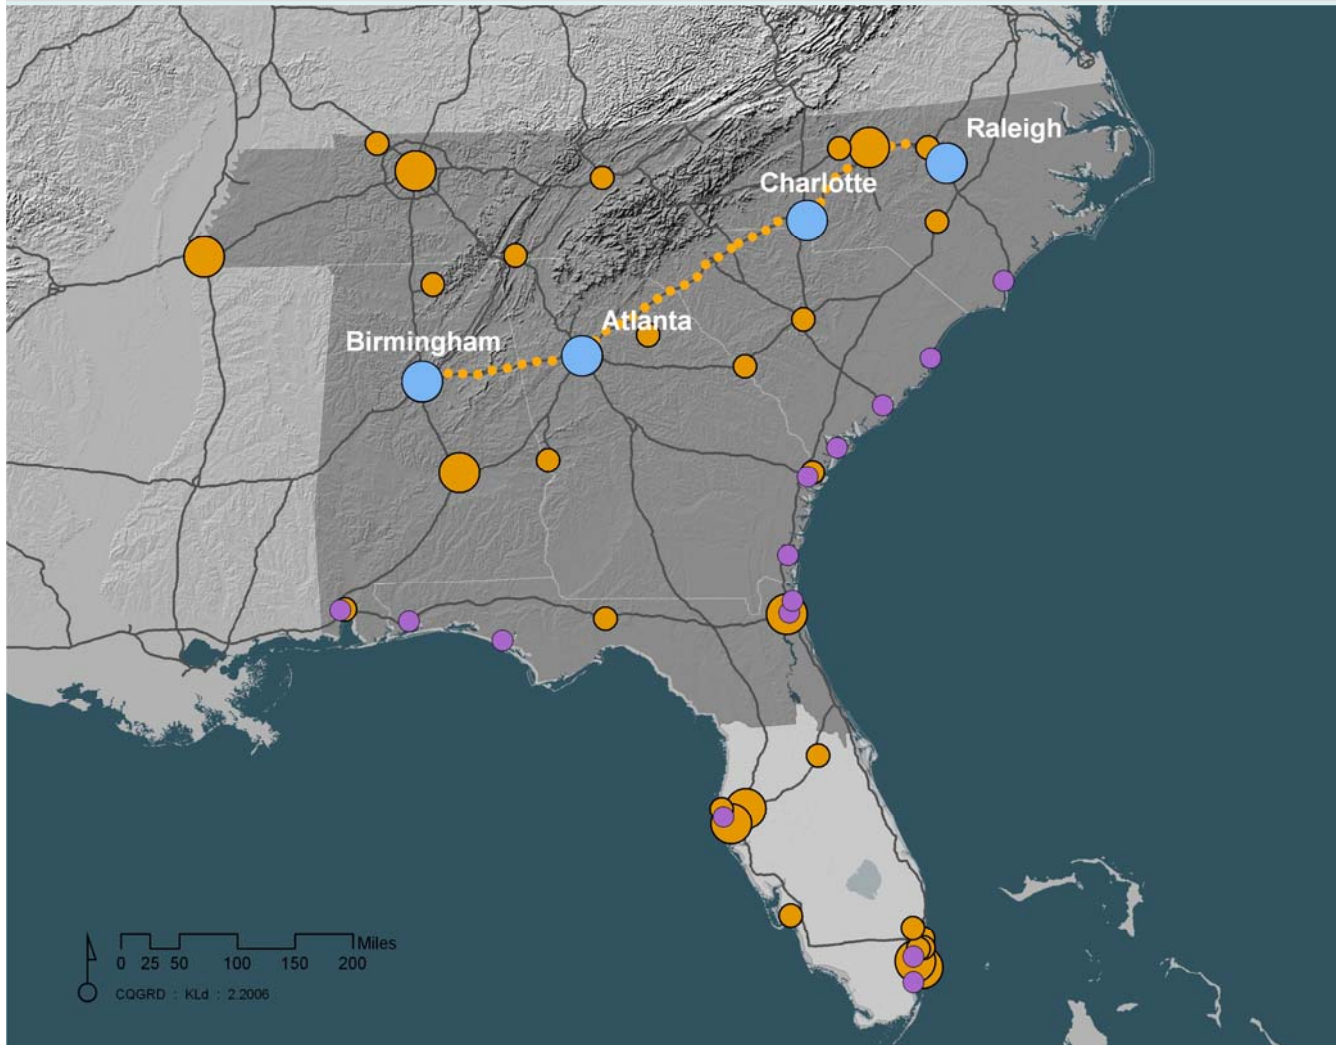 Raleigh
Charlotte
Atlanta
Birmingham
Miles
0 25 50 100 150 200
CQGRD : KLd : 2.2006